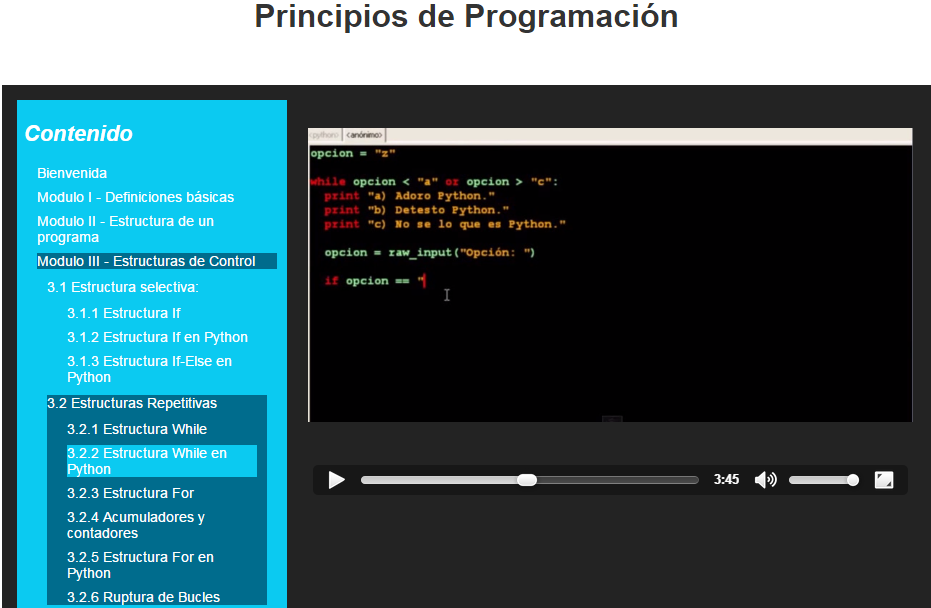 Principios de Programación
Contenido
Bienvenida
Modulo I - Definiciones básicas
Modulo II - Estructura de un
programa
Modulo III - Estructuras de Control
3.1 Estructura selectiva:
3.1.1 Estructura If
3.1.2 Estructura If en Python
3.1.3 Estructura If-Else en
Python
3.2 Estructuras Repetitivas
3.2.1 Estructura While
3.2.2 Estructura While en
Python
3.2.3 Estructura For
3.2.4 Acumuladores y
contadores
3.2.5 Estructura For en
Python
3.2.6 Ruptura de Bucles
<python> <anónimo>
opcion = "z"
while opcion < "a" or opcion > "c":
print "a) Adoro Python."
print "b) Detesto Python."
print "c) No se lo que es Python."
opcion = raw_input("Opción: ")
if opcion == "
3:45